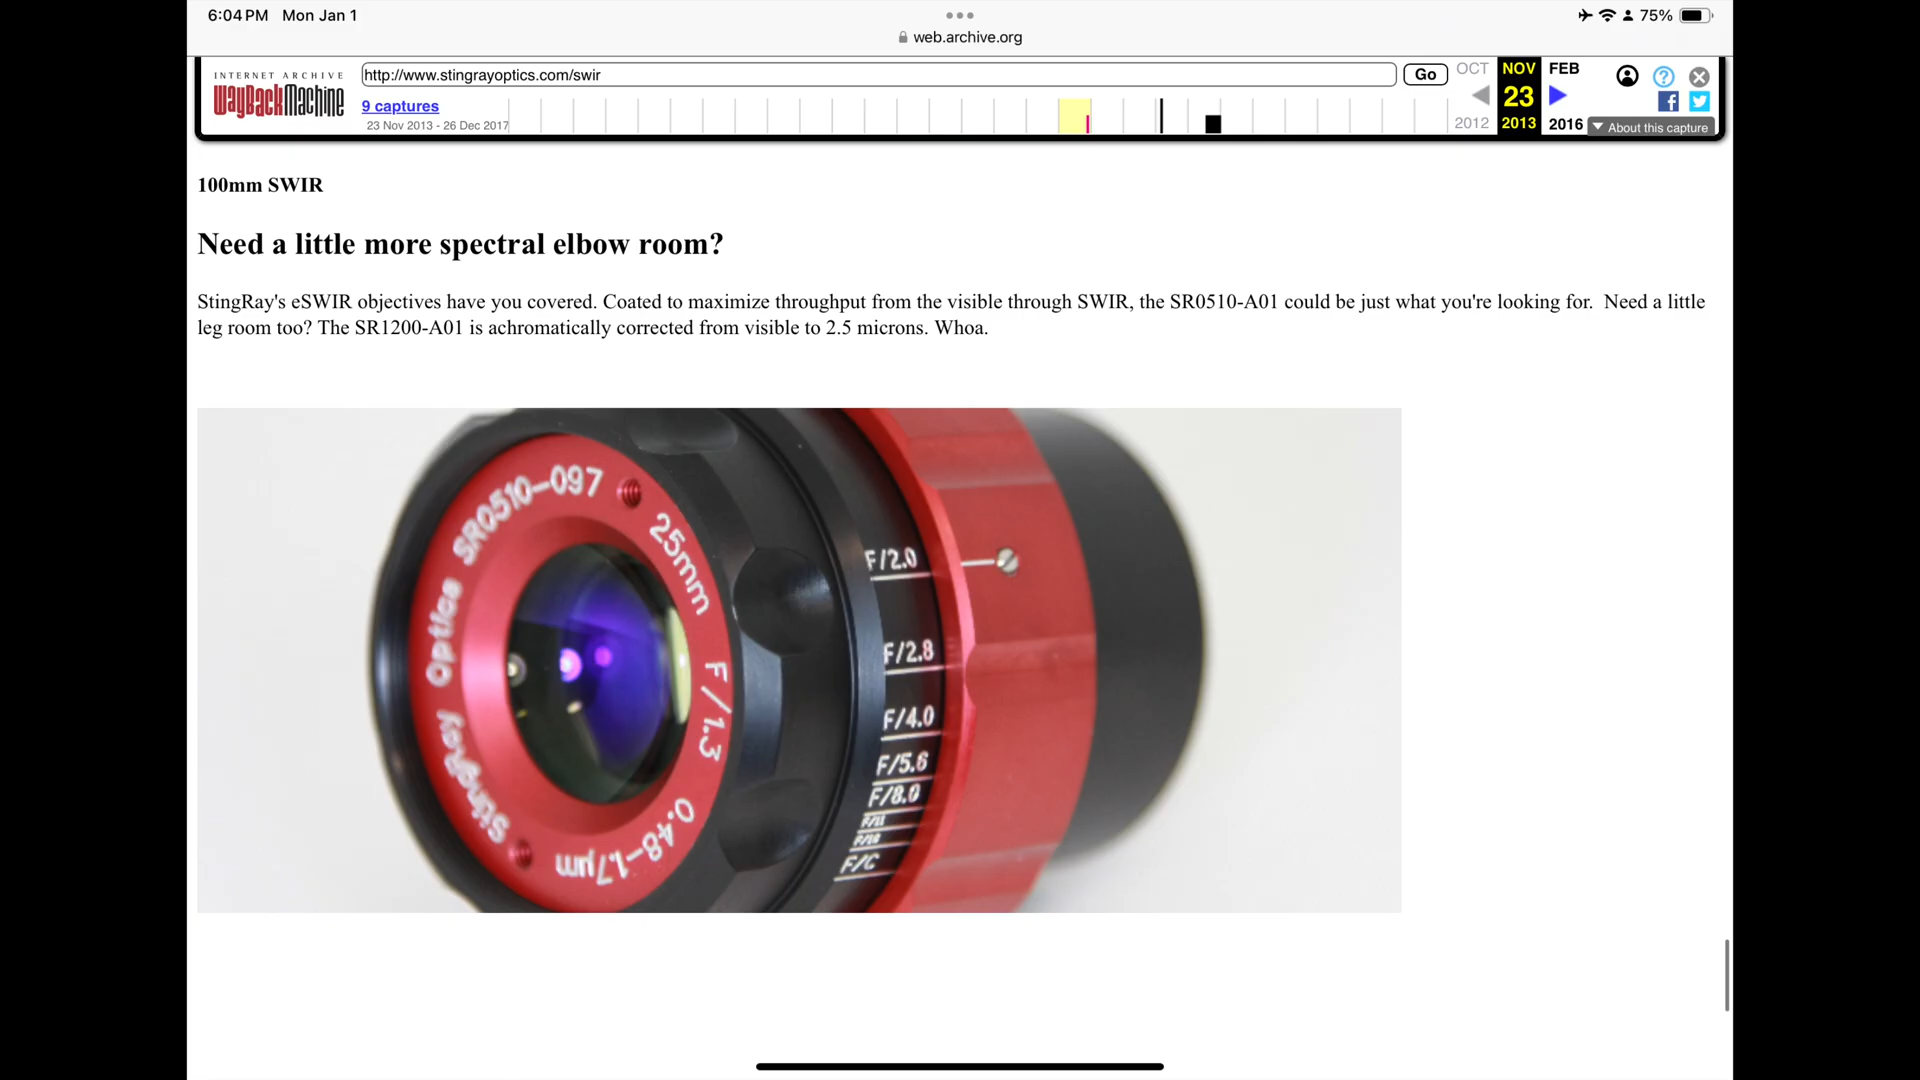 6:04 PM Mon Jan 1
75%
web.archive.org
INTERNET ARCHIVE
WayBackMachine
http://www.stingrayoptics.com/swir
Go
OCT NOV FEB
9 captures
23
23 Nov 2013 - 26 Dec 2017
2012 2013 2016
About this capture
100mm SWIR
Need a little more spectral elbow room?
StingRay's eSWIR objectives have you covered. Coated to maximize throughput from the visible through SWIR, the SR0510-A01 could be just what you're looking for. Need a little
leg room too? The SR1200-A01 is achromatically corrected from visible to 2.5 microns. Whoa.
StingRay Optics SR0510-097 25mm F/1.3 0.48-1.7µm
F/2.0
F/2.8
F/4.0
F/5.6
F/8.0
F/11
F/16
F/C